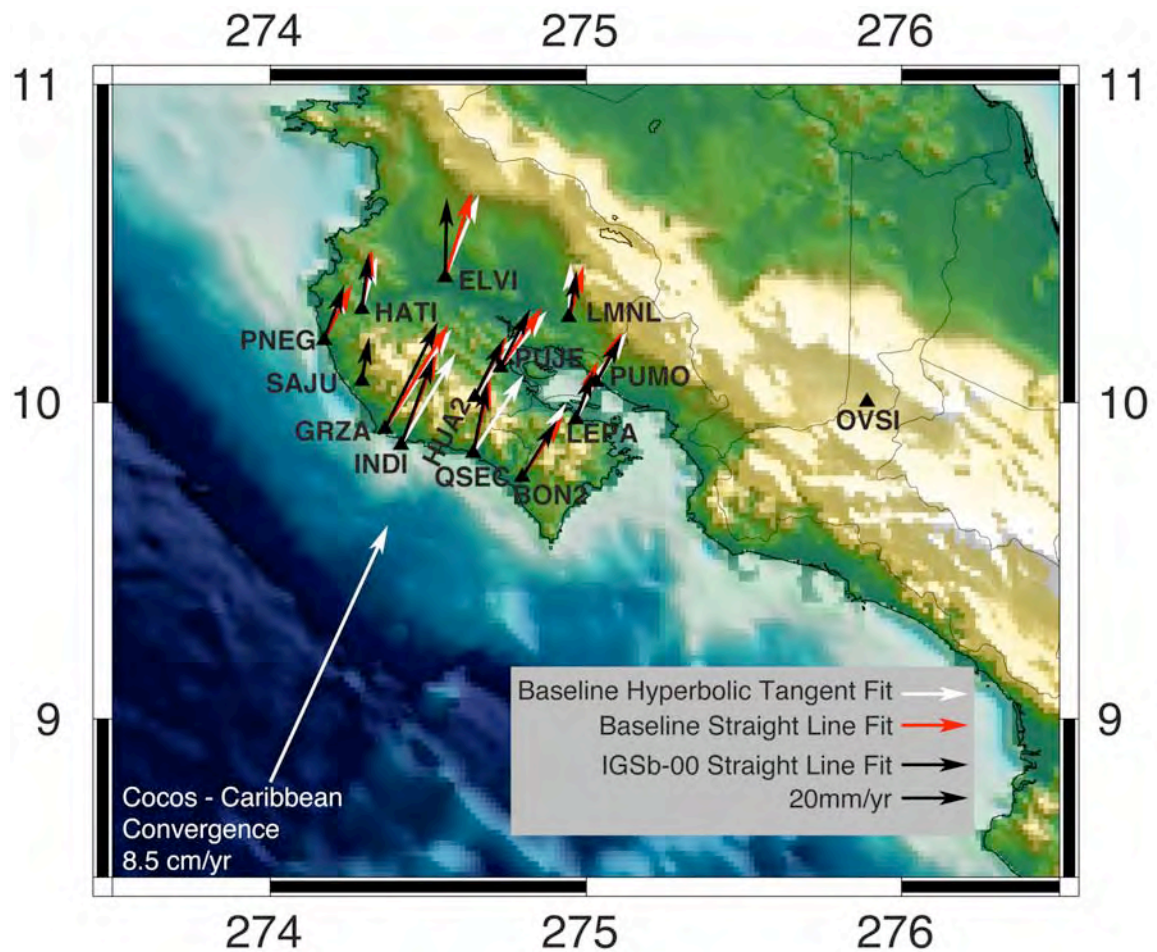 274 275 276
11 11
ELVI
HATI
LMNL
PNEG
PUJE
SAJU
PUMO
10 10
OVSI
GRZA
HUA2
LEPA
INDI
QSEC
BON2
Baseline Hyperbolic Tangent Fit
9 9
Baseline Straight Line Fit
IGSb-00 Straight Line Fit
20mm/yr
Cocos - Caribbean
Convergence
8.5 cm/yr
274 275 276